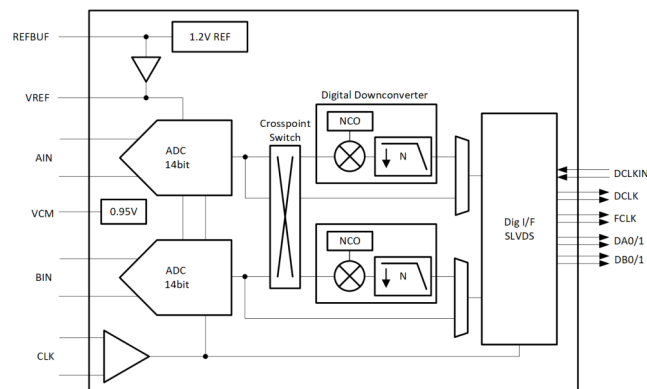 REFBUF
1.2V REF
VREF
Digital Downconverter
NCO
N
Crosspoint
Switch
ADC
14bit
AIN
VCM
0.95V
Dig I/F
SLVDS
DCLKIN
DCLK
FCLK
DA0/1
DB0/1
NCO
N
ADC
14bit
BIN
CLK